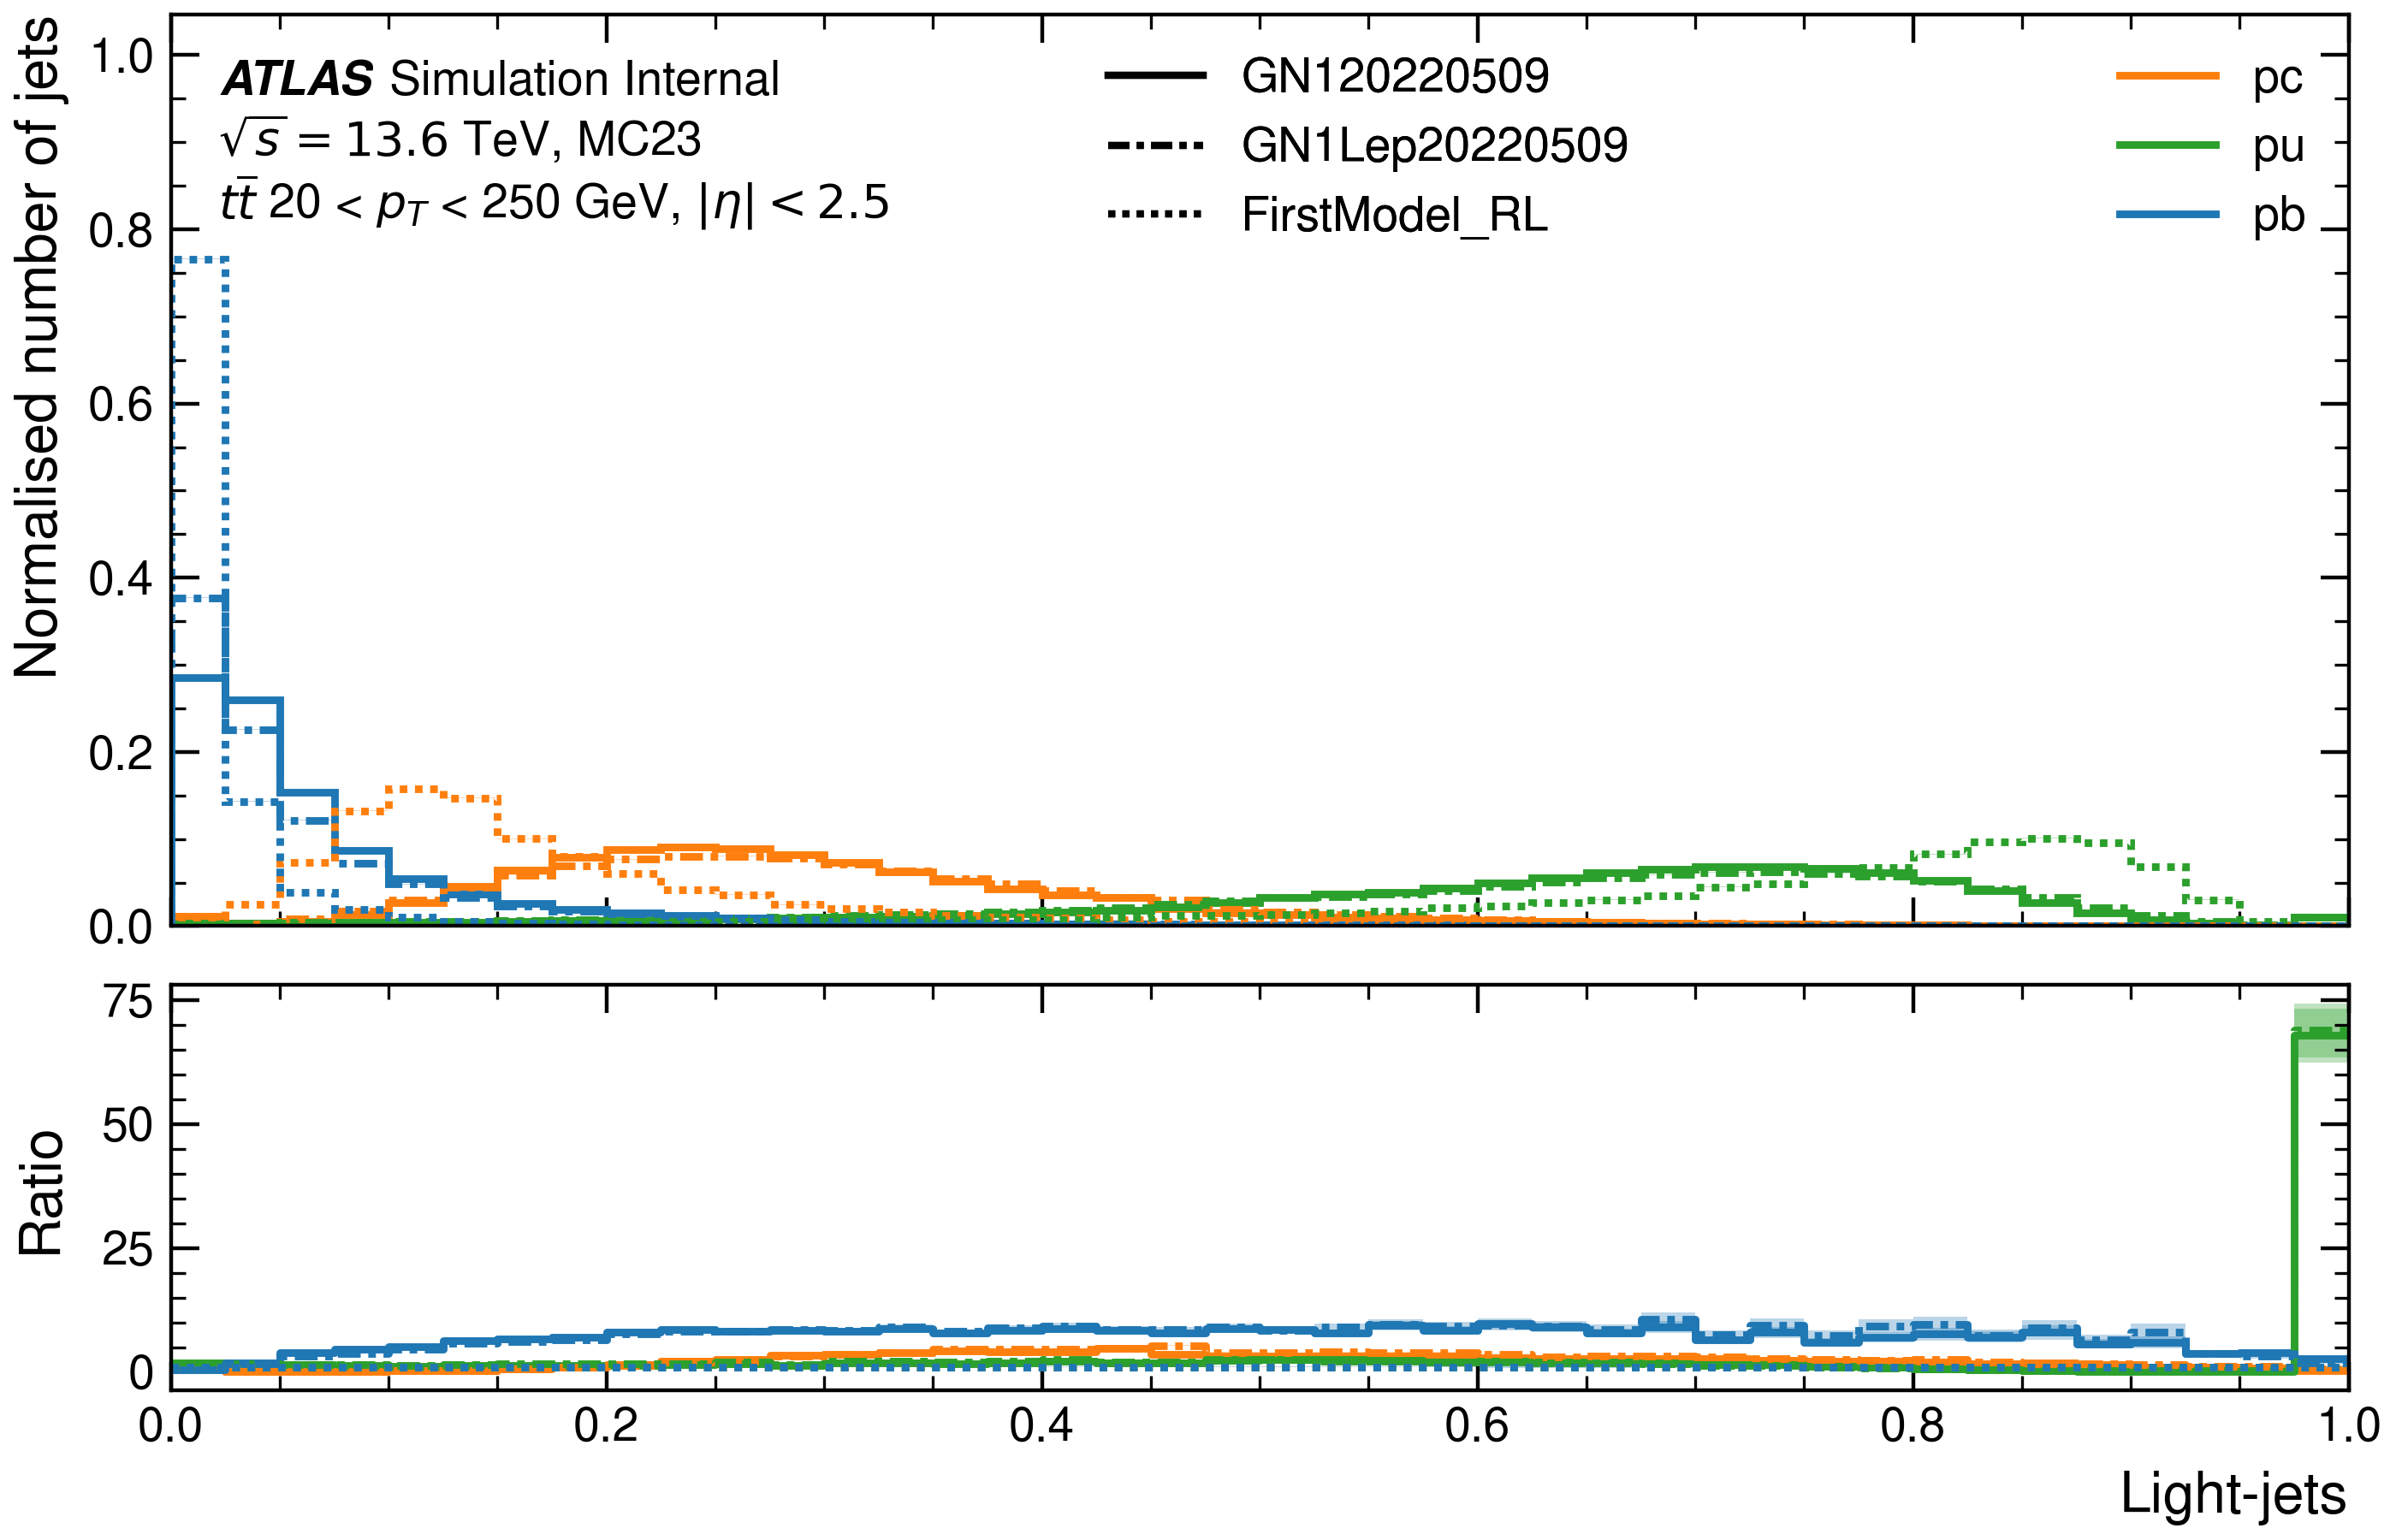 Normalised number of jets
1.0
0.8
0.6
0.4
0.2
0.0
ATLAS Simulation Internal
√s = 13.6 TeV, MC23
tt̄ 20 < p_T < 250 GeV, |η| < 2.5
GN120220509
GN1Lep20220509
FirstModel_RL
pc
pu
pb
Ratio
75
50
25
0
0.0 0.2 0.4 0.6 0.8 1.0
Light-jets